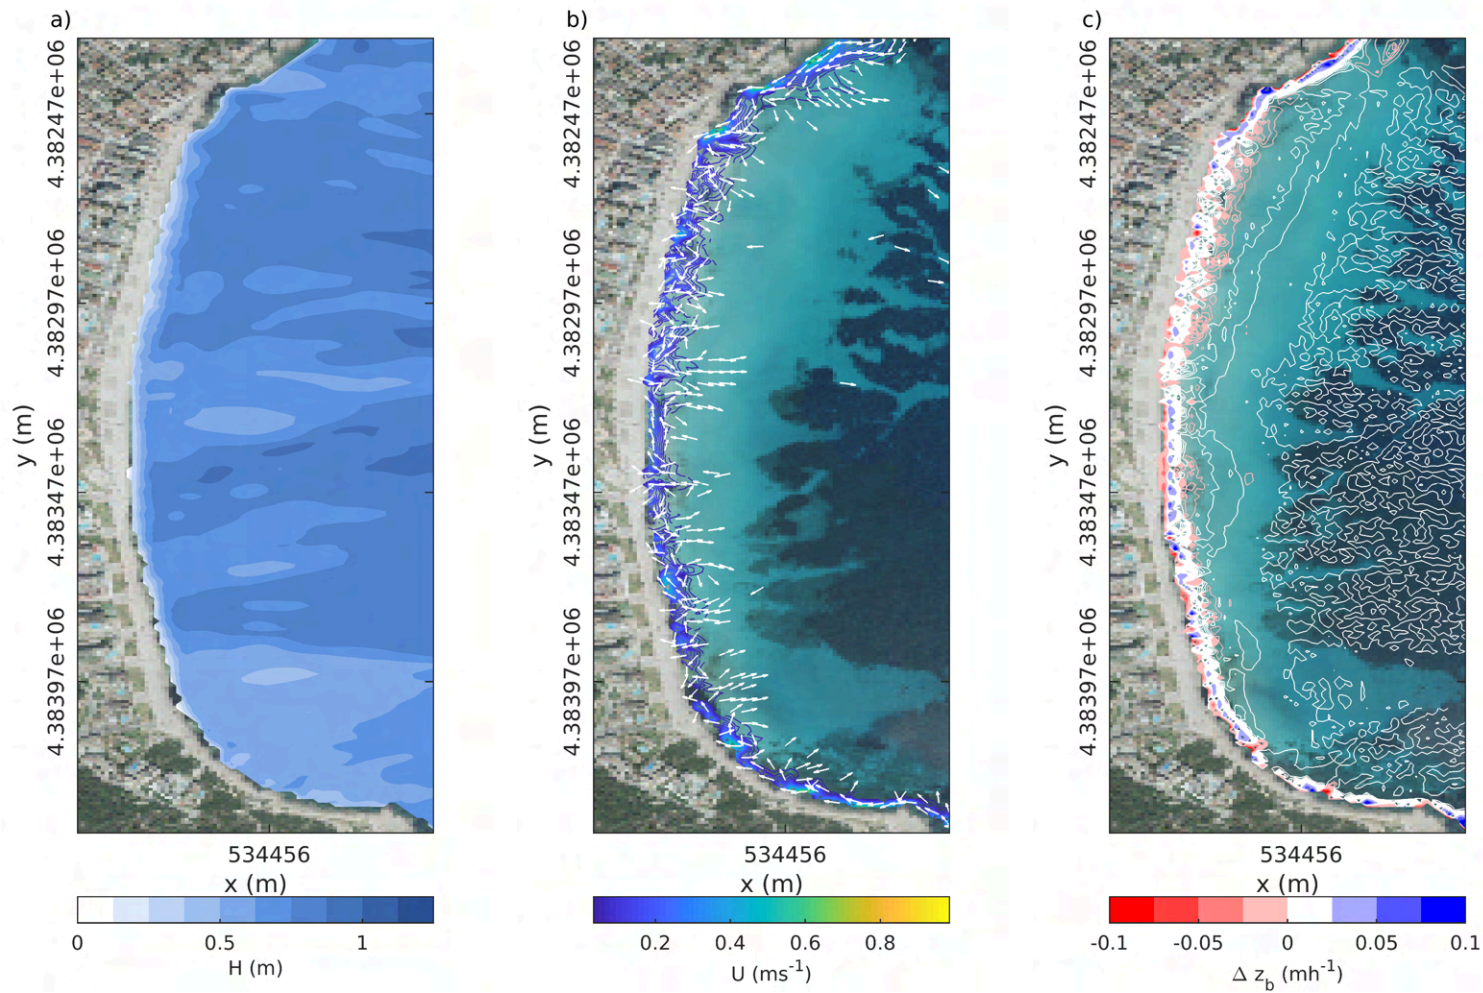 a)
y (m)
4.38247e+06
4.38297e+06
4.38347e+06
4.38397e+06
534456
x (m)
0 0.5 1
H (m)
b)
y (m)
4.38247e+06
4.38297e+06
4.38347e+06
4.38397e+06
534456
x (m)
0.2 0.4 0.6 0.8
U (ms⁻¹)
c)
y (m)
4.38247e+06
4.38297e+06
4.38347e+06
4.38397e+06
534456
x (m)
-0.1 -0.05 0 0.05 0.1
Δ z_b (mh⁻¹)